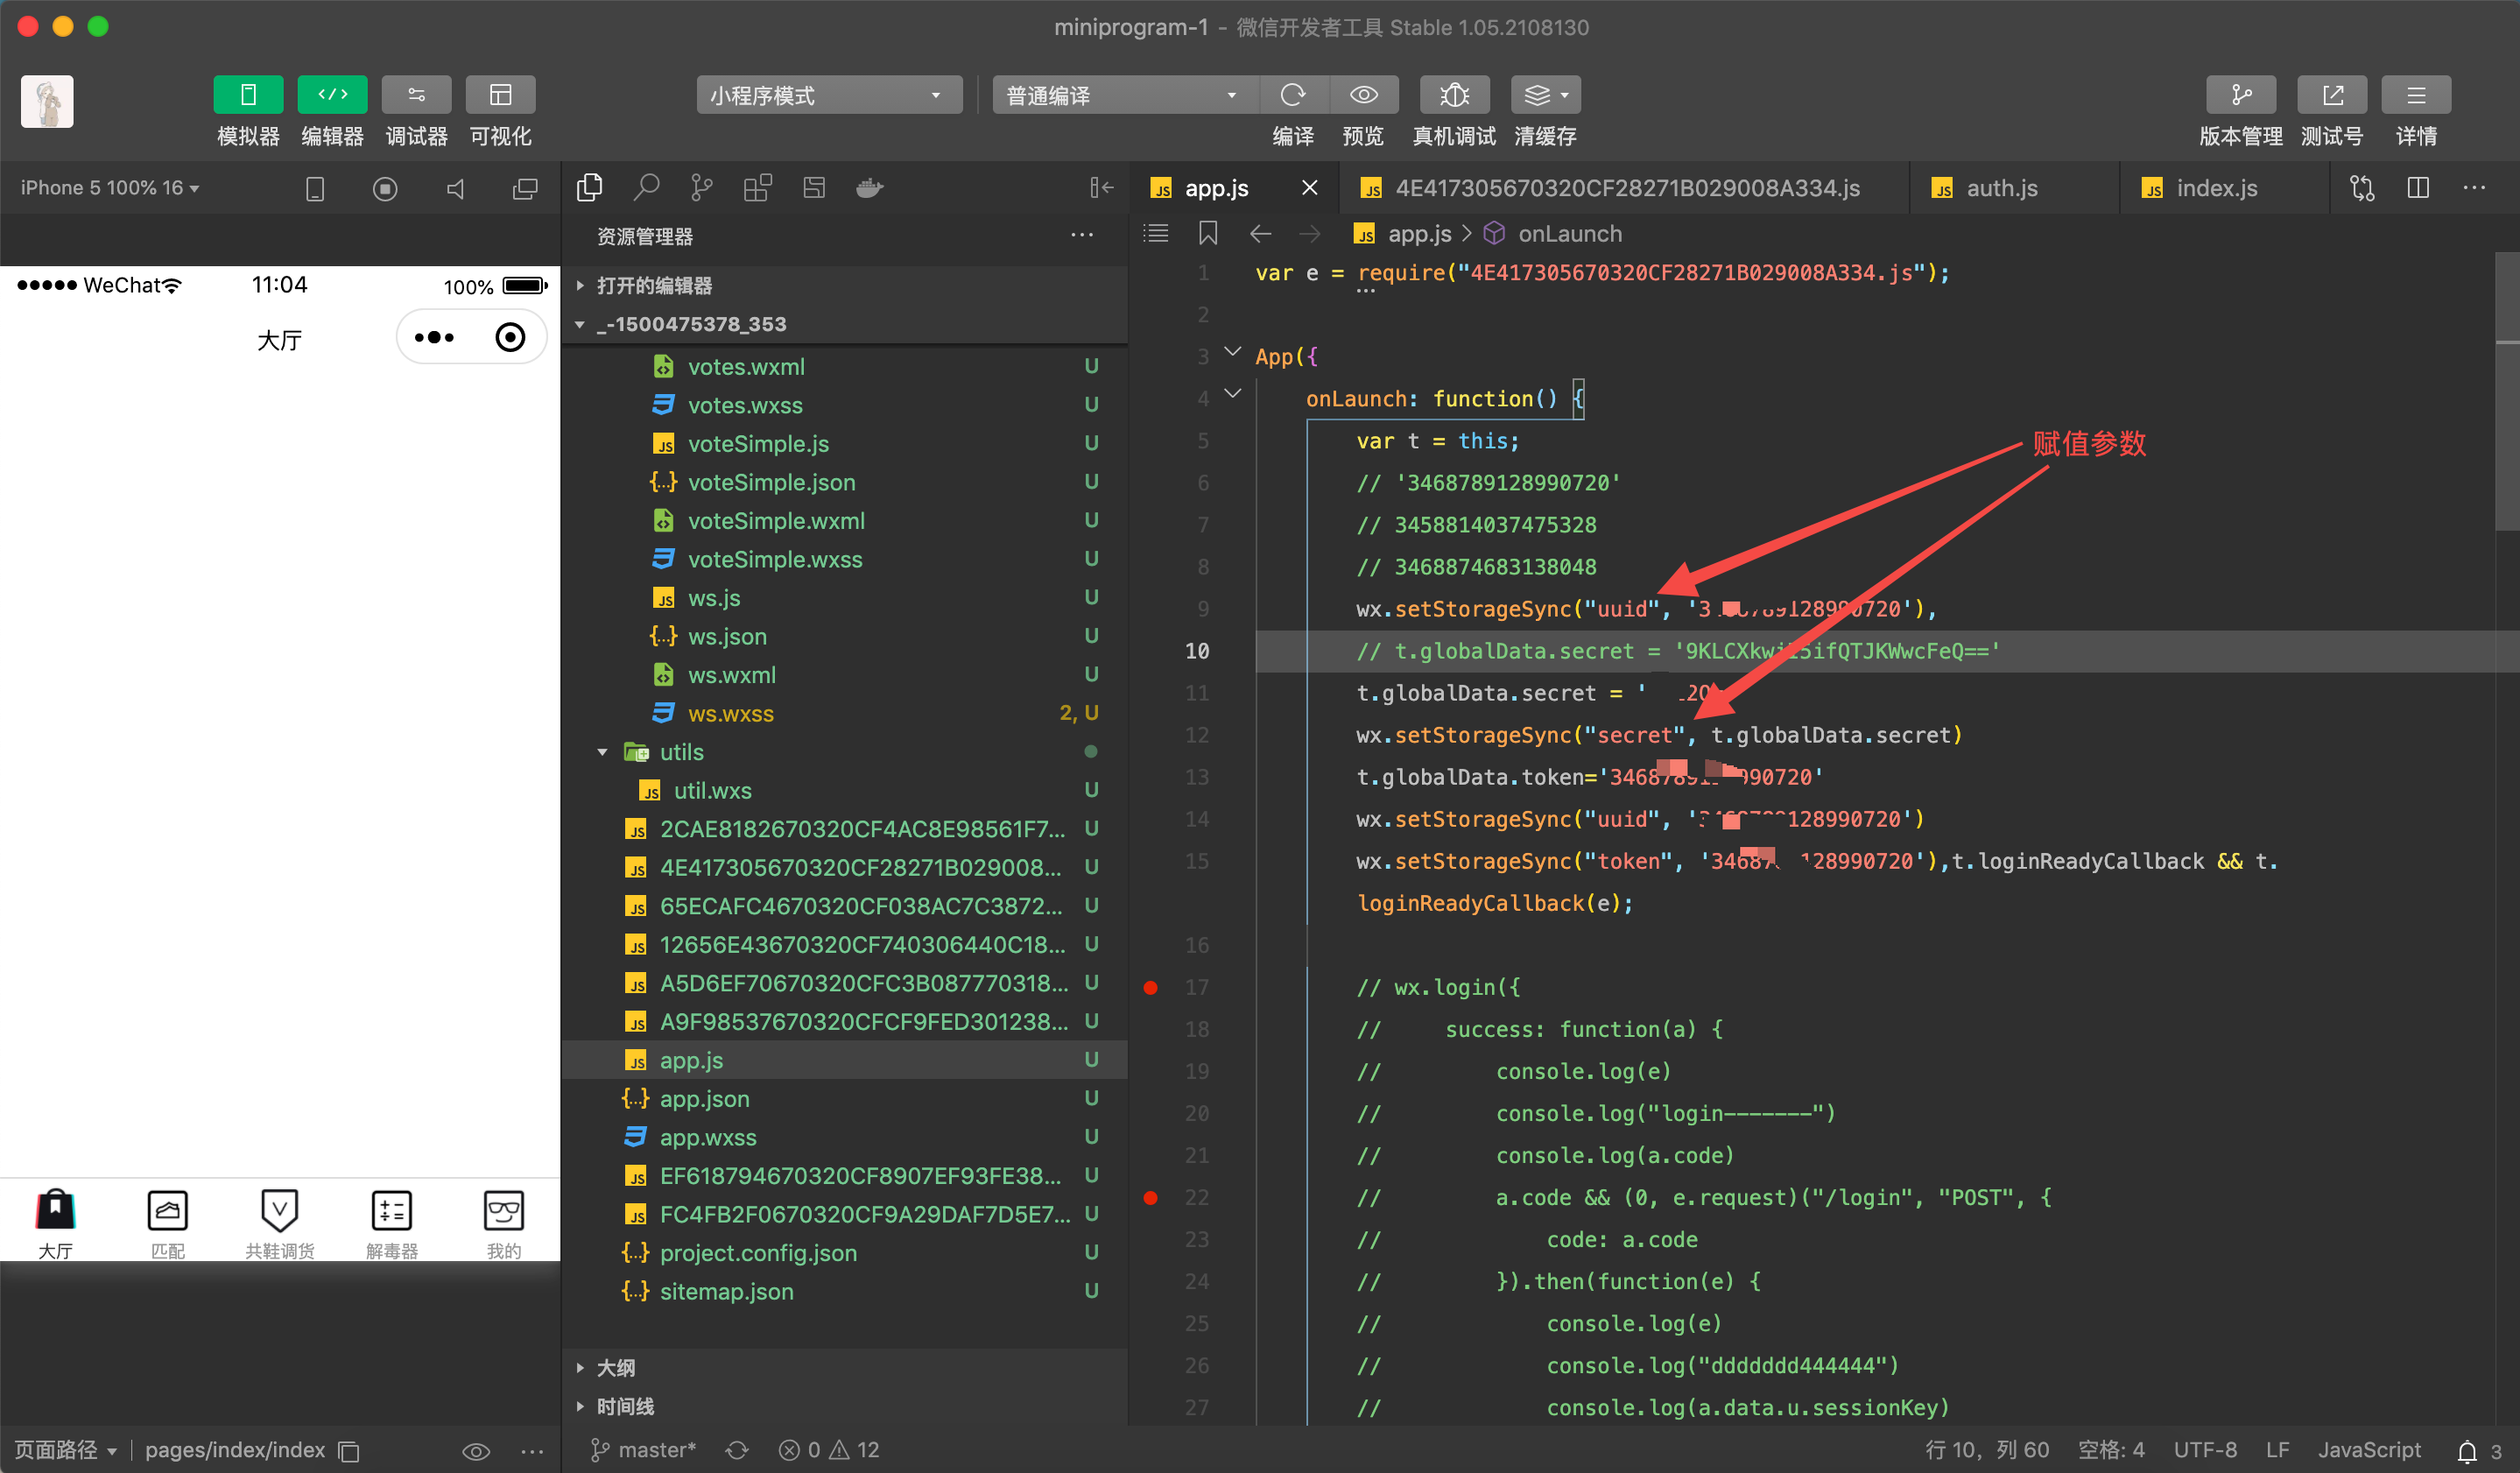 miniprogram-1 - 微信开发者工具 Stable 1.05.2108130
小程序模式
普通编译
模拟器 编辑器 调试器 可视化
编译 预览 真机调试 清缓存
版本管理 测试号 详情
iPhone 5 100% 16
WeChat 11:04 100%
大厅
大厅 匹配 共鞋调货 解毒器 我的
页面路径 pages/index/index
资源管理器
打开的编辑器
_-1500475378_353
votes.wxml U
votes.wxss U
voteSimple.js U
voteSimple.json U
voteSimple.wxml U
voteSimple.wxss U
ws.js U
ws.json U
ws.wxml U
ws.wxss 2, U
utils
util.wxs U
2CAE8182670320CF4AC8E98561F7... U
4E417305670320CF28271B029008... U
65ECAFC4670320CF038AC7C3872... U
12656E43670320CF740306440C18... U
A5D6EF70670320CFC3B087770318... U
A9F98537670320CFCF9FED301238... U
app.js U
app.json U
app.wxss U
EF618794670320CF8907EF93FE38... U
FC4FB2F0670320CF9A29DAF7D5E7... U
project.config.json U
sitemap.json U
大纲
时间线
master* 0 12
app.js 4E417305670320CF28271B029008A334.js auth.js index.js
app.js > onLaunch
1 var e = require("4E417305670320CF28271B029008A334.js");
2
3 App({
4 onLaunch: function() {
5 var t = this;
赋值参数
6 // '3468789128990720'
7 // 3458814037475328
8 // 3468874683138048
9 wx.setStorageSync("uuid", '3 789128990720'),
10 // t.globalData.secret = ifQTJKWwcFeQ=='
11 t.globalData.secret = '
12 wx.setStorageSync("secret", t.globalData.secret)
13 t.globalData.token='34687891 990720'
14 wx.setStorageSync("uuid", ' 128990720')
15 wx.setStorageSync("token", '3468 128990720'),t.loginReadyCallback && t.
loginReadyCallback(e);
16
17 // wx.login({
18 // success: function(a) {
19 // console.log(e)
20 // console.log("login-------")
21 // console.log(a.code)
22 // a.code && (0, e.request)("/login", "POST", {
23 // code: a.code
24 // }).then(function(e) {
25 // console.log(e)
26 // console.log("ddddddd444444")
27 // console.log(a.data.u.sessionKey)
行 10，列 60 空格: 4 UTF-8 LF JavaScript 3